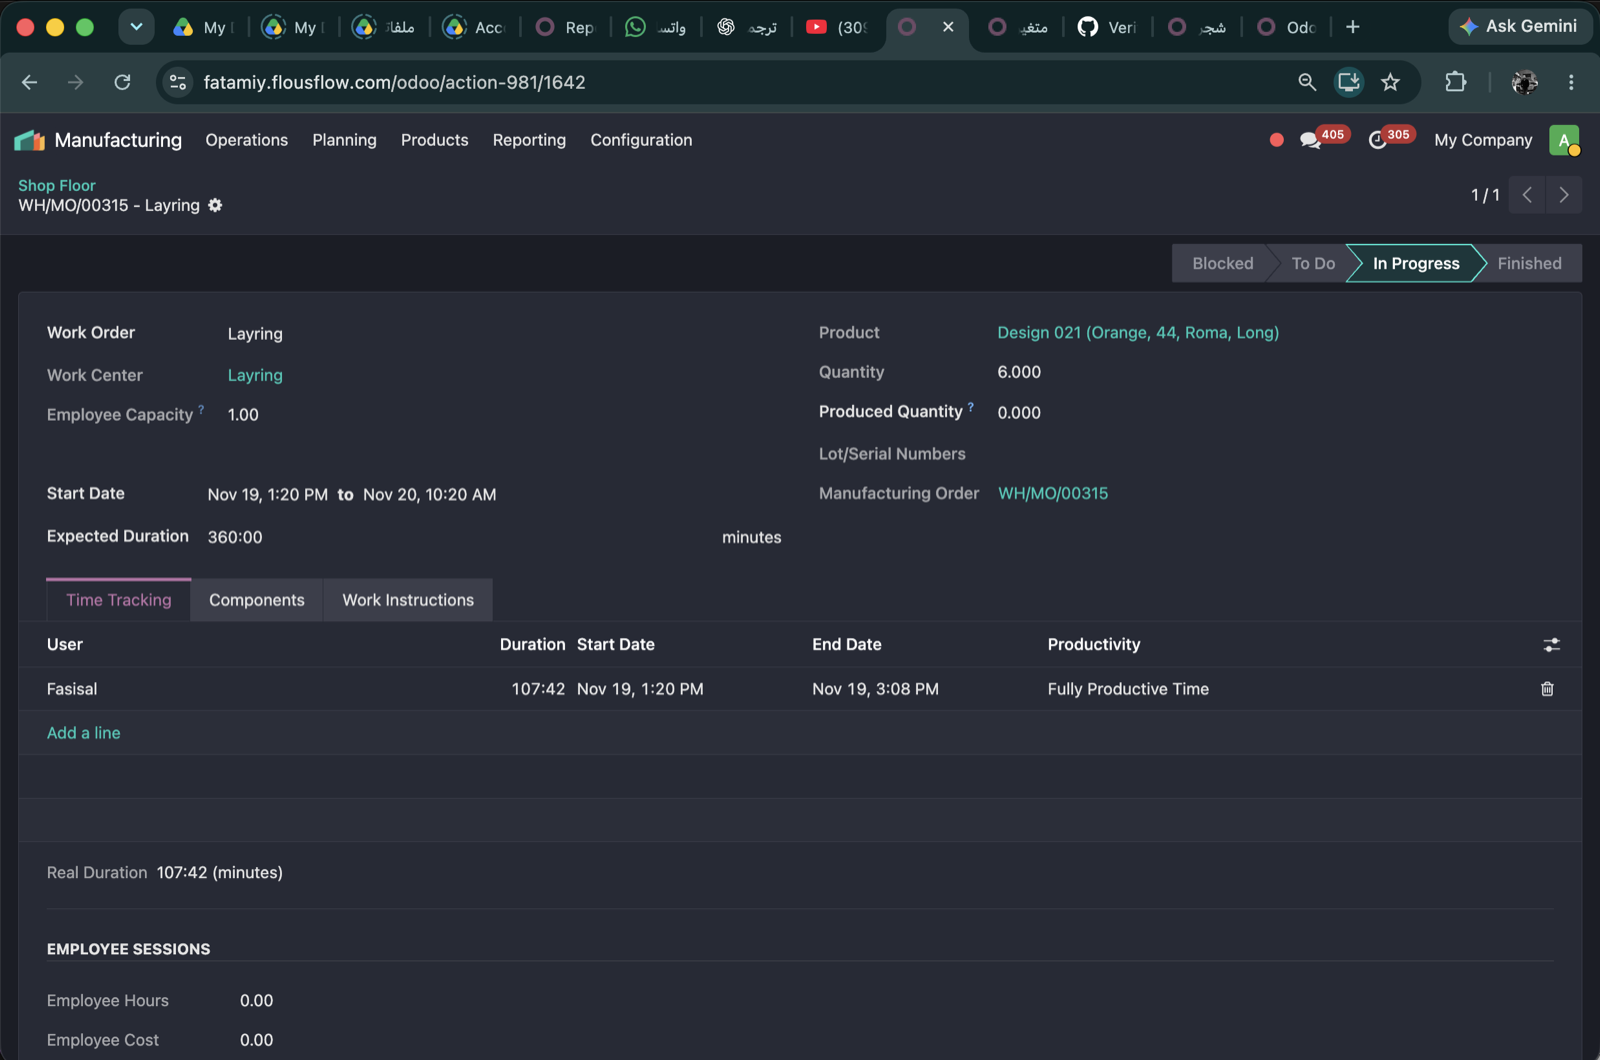 My
My
ملفات
Acc
Rep
واتس
ترجم
(309
متغير
Veri
شجر
Odo
Ask Gemini
fatamiy.flousflow.com/odoo/action-981/1642
Manufacturing Operations Planning Products Reporting Configuration 405 305 My Company A
Shop Floor
WH/MO/00315 - Layring 1 / 1
Blocked To Do In Progress Finished
Work Order Layring Product Design 021 (Orange, 44, Roma, Long)
Work Center Layring Quantity 6.000
Employee Capacity ? 1.00 Produced Quantity ? 0.000
Lot/Serial Numbers
Start Date Nov 19, 1:20 PM to Nov 20, 10:20 AM Manufacturing Order WH/MO/00315
Expected Duration 360:00 minutes
Time Tracking Components Work Instructions
User Duration Start Date End Date Productivity
Fasisal 107:42 Nov 19, 1:20 PM Nov 19, 3:08 PM Fully Productive Time
Add a line
Real Duration 107:42 (minutes)
EMPLOYEE SESSIONS
Employee Hours 0.00
Employee Cost 0.00